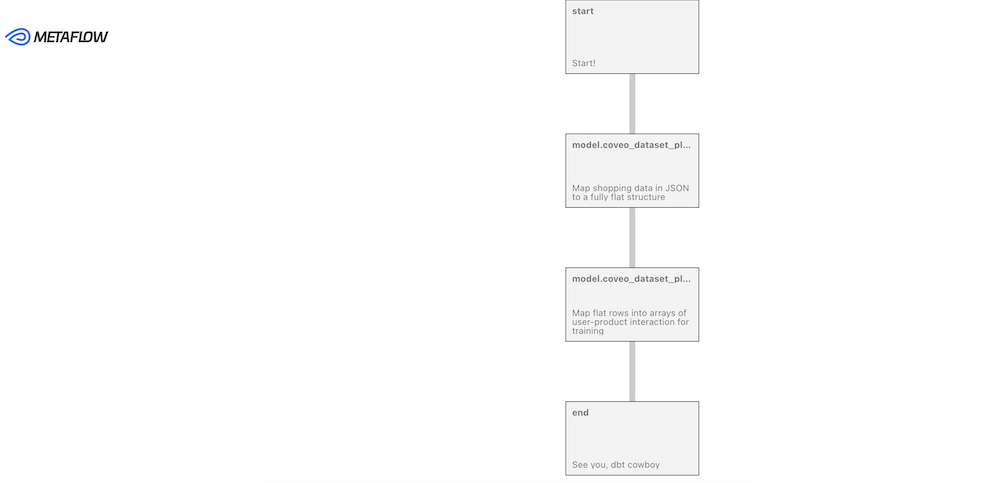 METAFLOW
start
Start!
model.coveo_dataset_pl...
Map shopping data in JSON
to a fully flat structure
model.coveo_dataset_pl...
Map flat rows into arrays of
user-product interaction for
training
end
See you, dbt cowboy